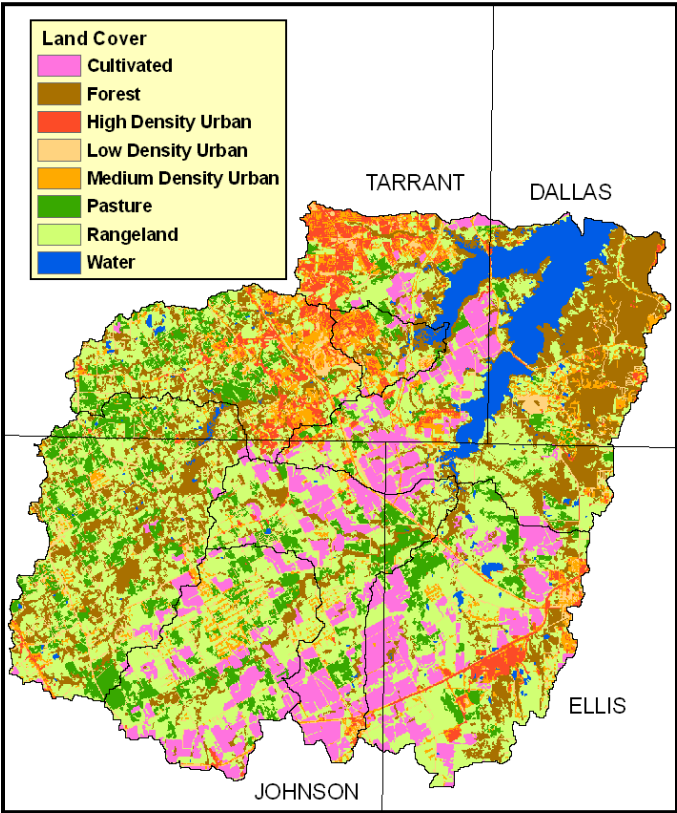 Land Cover
Cultivated
Forest
High Density Urban
Low Density Urban
Medium Density Urban
Pasture
Rangeland
Water
TARRANT
DALLAS
ELLIS
JOHNSON